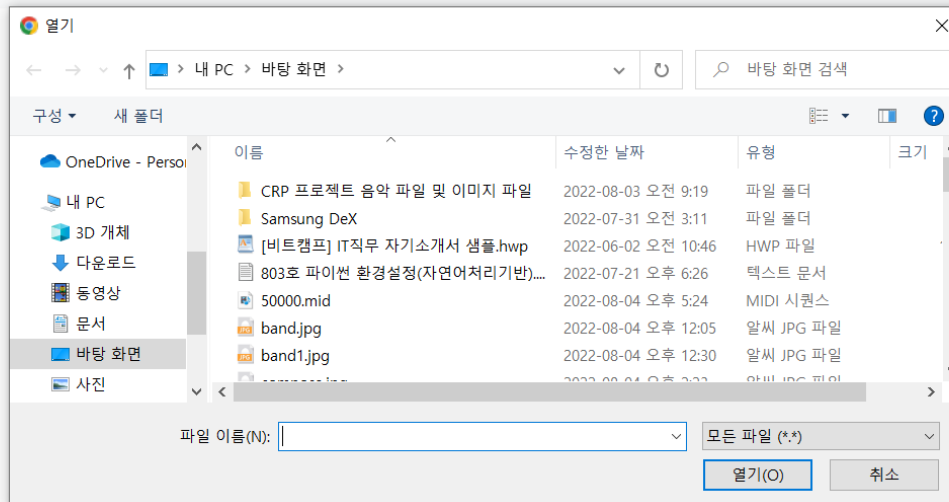 열기
내 PC > 바탕 화면 >
바탕 화면 검색
구성
새 폴더
?
이름
수정한 날짜
유형
크기
OneDrive - Perso
내 PC
3D 개체
다운로드
동영상
문서
바탕 화면
사진
CRP 프로젝트 음악 파일 및 이미지 파일 2022-08-03 오전 9:19 파일 폴더
Samsung DeX 2022-07-31 오전 3:11 파일 폴더
[비트캠프] IT직무 자기소개서 샘플.hwp 2022-06-02 오전 10:46 HWP 파일
803호 파이썬 환경설정(자연어처리기반).... 2022-07-21 오후 6:26 텍스트 문서
50000.mid 2022-08-04 오후 5:24 MIDI 시퀀스
band.jpg 2022-08-04 오후 12:05 알씨 JPG 파일
band1.jpg 2022-08-04 오후 12:30 알씨 JPG 파일
파일 이름(N):
모든 파일 (*.*)
열기(O)
취소